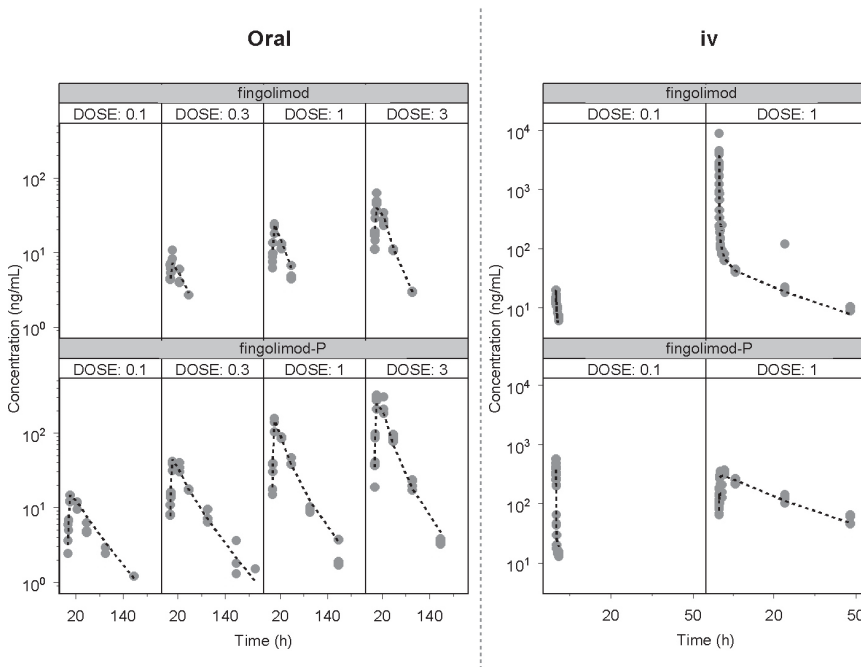 Oral
iv
fingolimod
DOSE: 0.1 DOSE: 0.3 DOSE: 1 DOSE: 3
fingolimod
DOSE: 0.1 DOSE: 1
10²
10¹
10⁰
10⁴
10³
10²
10¹
Concentration (ng/mL)
Concentration (ng/mL)
fingolimod-P
DOSE: 0.1 DOSE: 0.3 DOSE: 1 DOSE: 3
fingolimod-P
DOSE: 0.1 DOSE: 1
10²
10¹
10⁰
10⁴
10³
10²
10¹
20 140 20 140 20 140 20 140
20 50 20 50
Time (h)
Time (h)